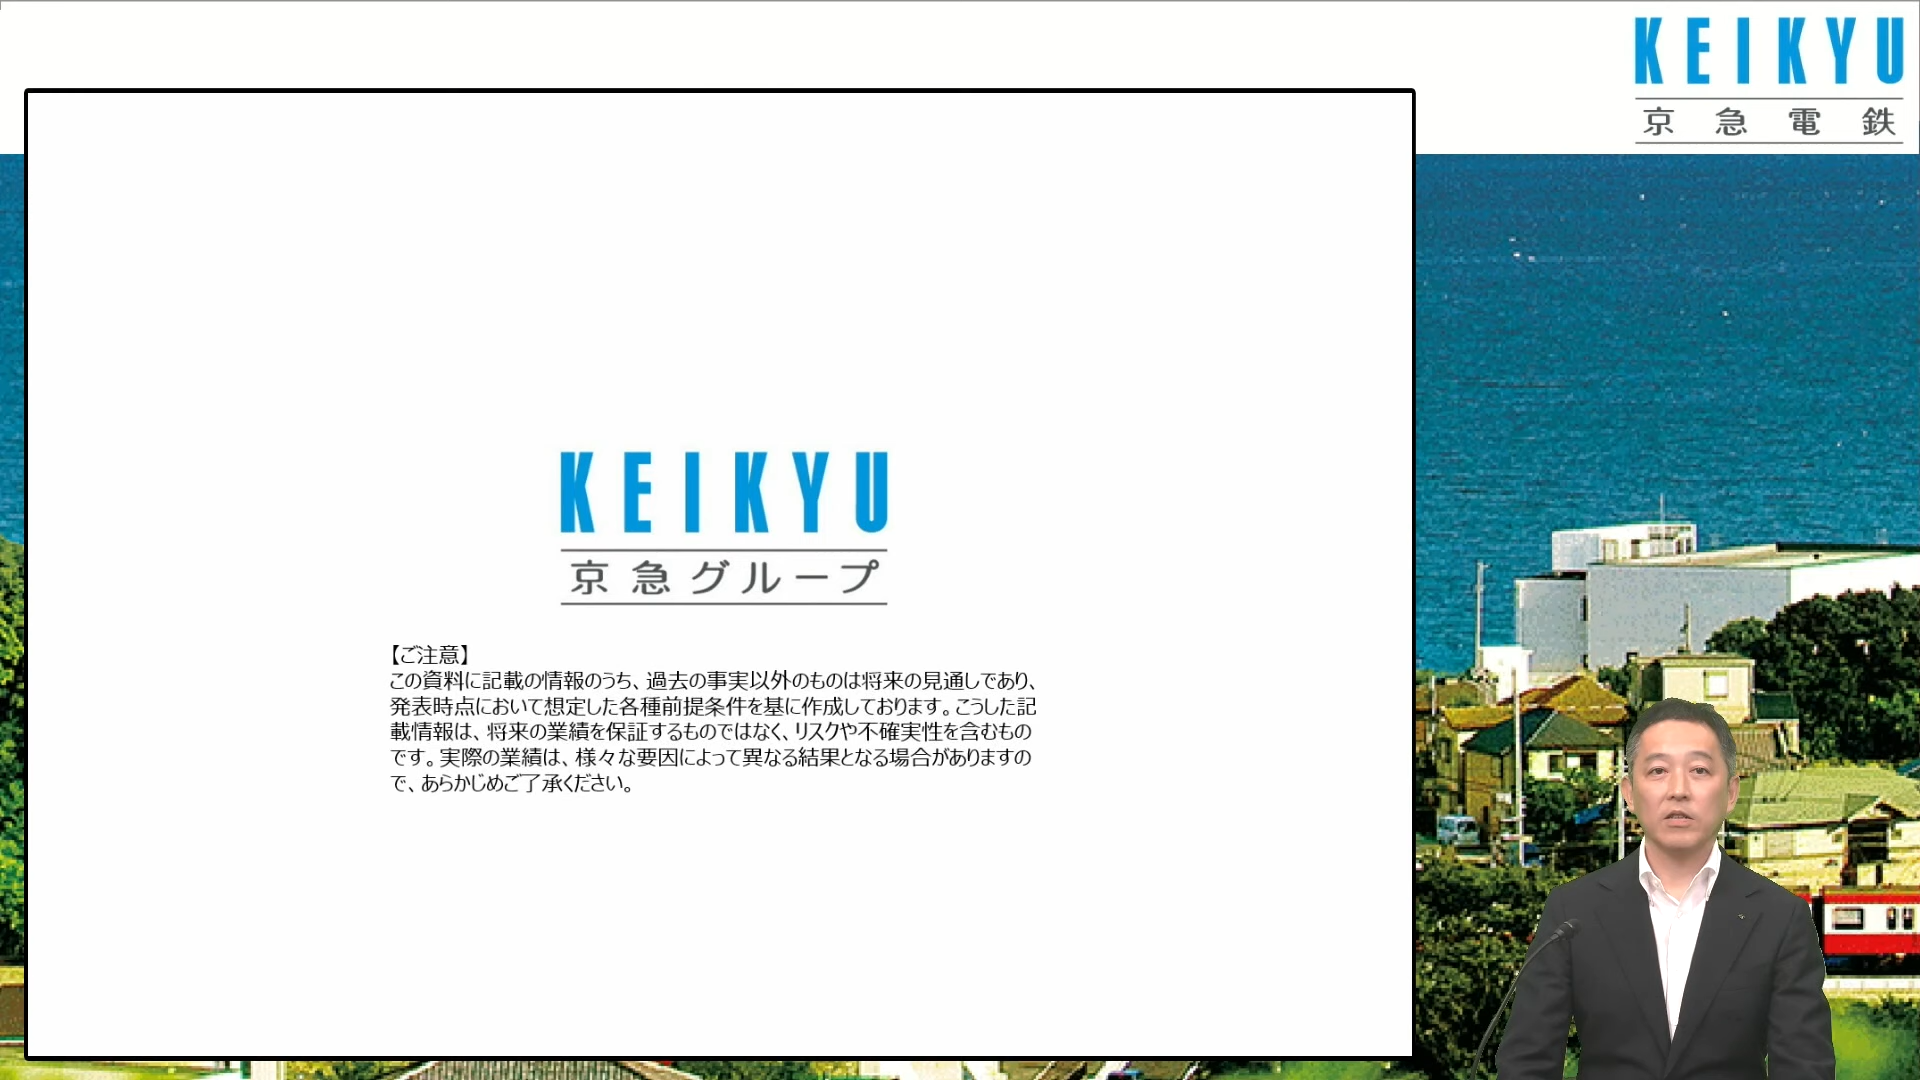 KEIKYU
京急電鉄
KEIKYU
京急グループ
【ご注意】
この資料に記載の情報のうち、過去の事実以外のものは将来の見通しであり、
発表時点において想定した各種前提条件を基に作成しております。こうした記
載情報は、将来の業績を保証するものではなく、リスクや不確実性を含むもの
です。実際の業績は、様々な要因によって異なる結果となる場合がありますの
で、あらかじめご了承ください。